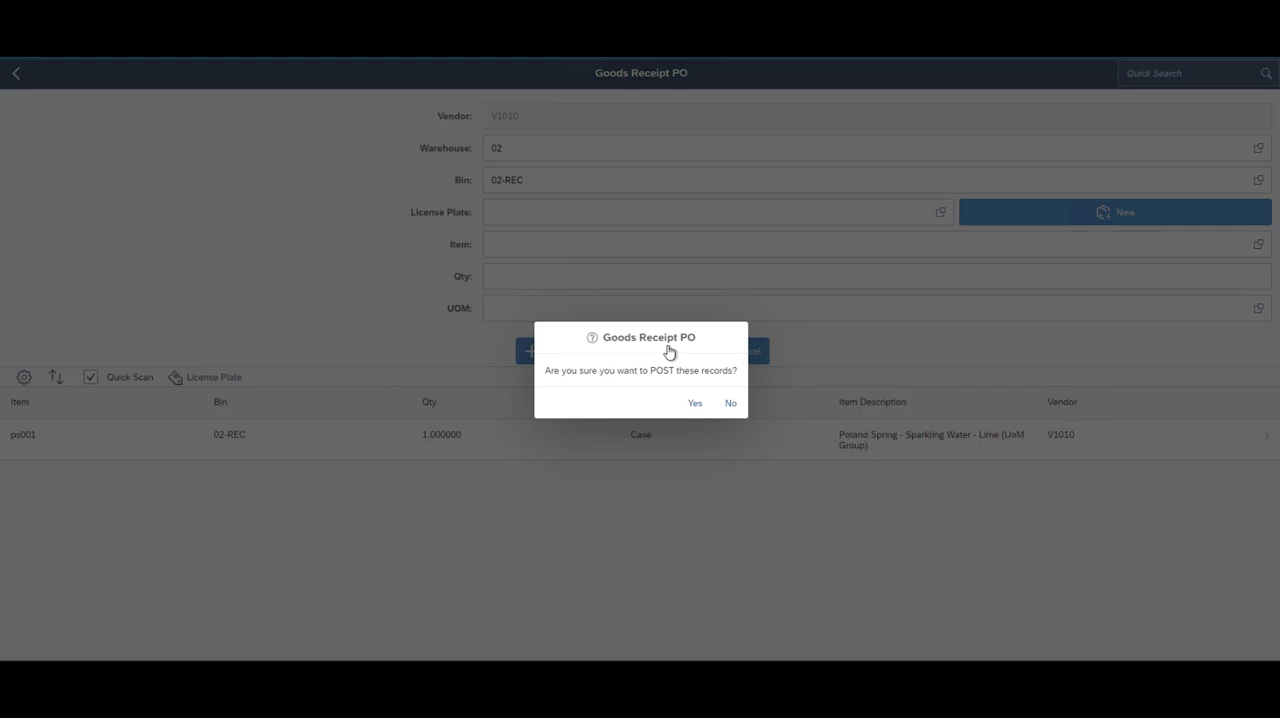 Goods Receipt PO
Quick Search
Vendor: V1010
Warehouse: 02
Bin: 02-REC
License Plate:
New
Item:
Qty:
UOM:
Goods Receipt PO
cel
Are you sure you want to POST these records?
Yes No
Quick Scan License Plate
Item Bin Qty Item Description Vendor
ps001 02-REC 1.000000 Case Poland Spring - Sparkling Water - Lime (UoM V1010
Group)